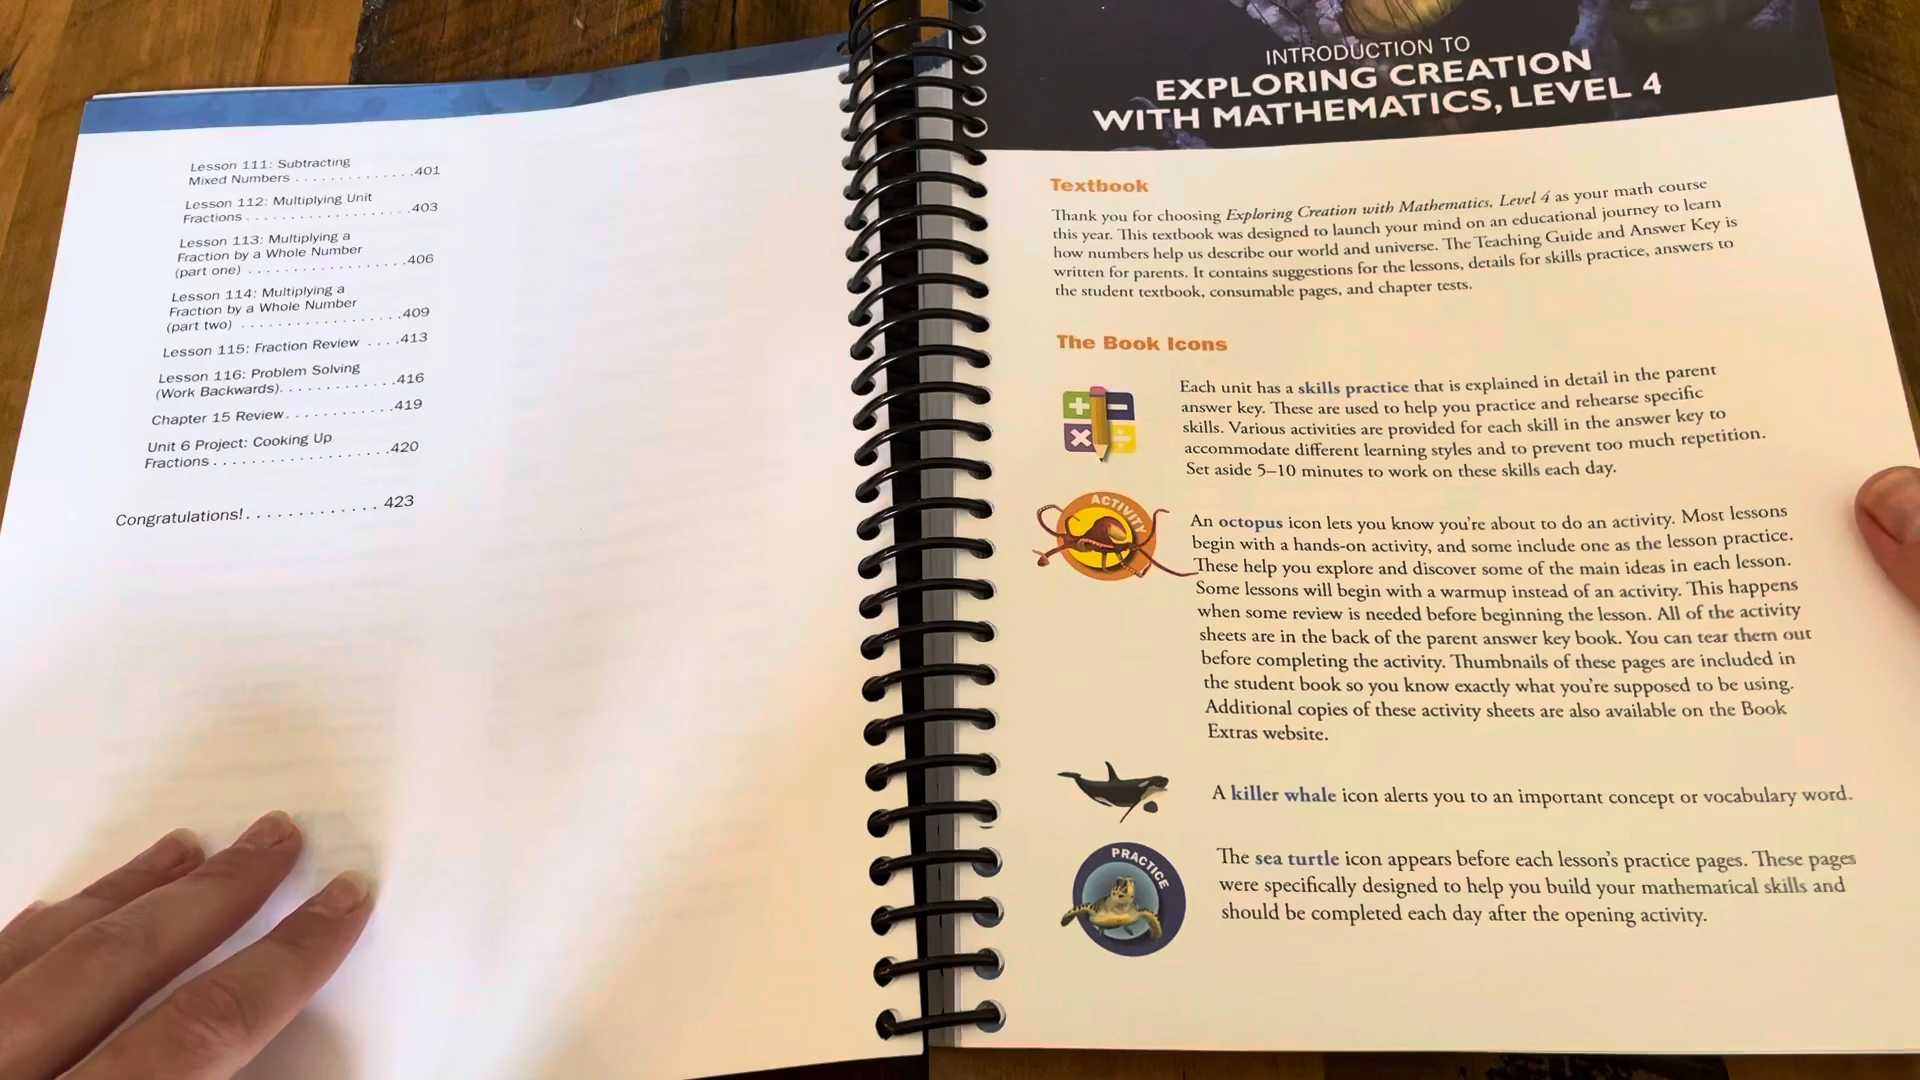 Lesson 111: Subtracting
Mixed Numbers . . . . . . . . . . . . . .401
Lesson 112: Multiplying Unit
Fractions . . . . . . . . . . . . . . . . . . .403
Lesson 113: Multiplying a
Fraction by a Whole Number
(part one) . . . . . . . . . . . . . . . . . .406
Lesson 114: Multiplying a
Fraction by a Whole Number
(part two) . . . . . . . . . . . . . . . . . .409
Lesson 115: Fraction Review . . . .413
Lesson 116: Problem Solving
(Work Backwards). . . . . . . . . . . . .416
Chapter 15 Review. . . . . . . . . . . .419
Unit 6 Project: Cooking Up
Fractions . . . . . . . . . . . . . . . . . . .420
Congratulations!. . . . . . . . . . . . . 423
INTRODUCTION TO
EXPLORING CREATION
WITH MATHEMATICS, LEVEL 4
Textbook
Thank you for choosing Exploring Creation with Mathematics, Level 4 as your math course
this year. This textbook was designed to launch your mind on an educational journey to learn
how numbers help us describe our world and universe. The Teaching Guide and Answer Key is
written for parents. It contains suggestions for the lessons, details for skills practice, answers to
the student textbook, consumable pages, and chapter tests.
The Book Icons
Each unit has a skills practice that is explained in detail in the parent
answer key. These are used to help you practice and rehearse specific
skills. Various activities are provided for each skill in the answer key to
accommodate different learning styles and to prevent too much repetition.
Set aside 5–10 minutes to work on these skills each day.
ACTIVITY
An octopus icon lets you know you're about to do an activity. Most lessons
begin with a hands-on activity, and some include one as the lesson practice.
These help you explore and discover some of the main ideas in each lesson.
Some lessons will begin with a warmup instead of an activity. This happens
when some review is needed before beginning the lesson. All of the activity
sheets are in the back of the parent answer key book. You can tear them out
before completing the activity. Thumbnails of these pages are included in
the student book so you know exactly what you're supposed to be using.
Additional copies of these activity sheets are also available on the Book
Extras website.
A killer whale icon alerts you to an important concept or vocabulary word.
PRACTICE
The sea turtle icon appears before each lesson's practice pages. These pages
were specifically designed to help you build your mathematical skills and
should be completed each day after the opening activity.